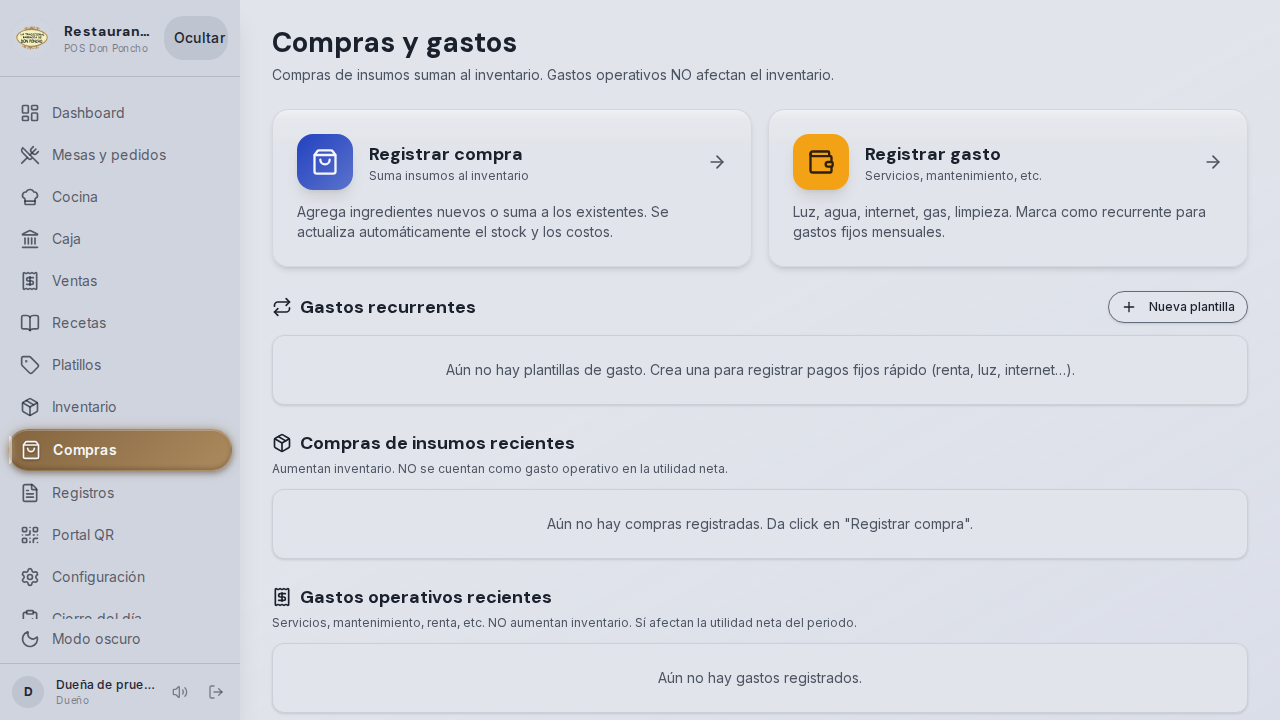 Restauran...
POS Don Poncho
Ocultar
Dashboard
Mesas y pedidos
Cocina
Caja
Ventas
Recetas
Platillos
Inventario
Compras
Registros
Portal QR
Configuración
Cierre del día
Modo oscuro
D
Dueña de prue...
Dueño
Compras y gastos
Compras de insumos suman al inventario. Gastos operativos NO afectan el inventario.
Registrar compra
Suma insumos al inventario
Agrega ingredientes nuevos o suma a los existentes. Se
actualiza automáticamente el stock y los costos.
Registrar gasto
Servicios, mantenimiento, etc.
Luz, agua, internet, gas, limpieza. Marca como recurrente para
gastos fijos mensuales.
Gastos recurrentes
Nueva plantilla
Aún no hay plantillas de gasto. Crea una para registrar pagos fijos rápido (renta, luz, internet...).
Compras de insumos recientes
Aumentan inventario. NO se cuentan como gasto operativo en la utilidad neta.
Aún no hay compras registradas. Da click en "Registrar compra".
Gastos operativos recientes
Servicios, mantenimiento, renta, etc. NO aumentan inventario. Sí afectan la utilidad neta del periodo.
Aún no hay gastos registrados.